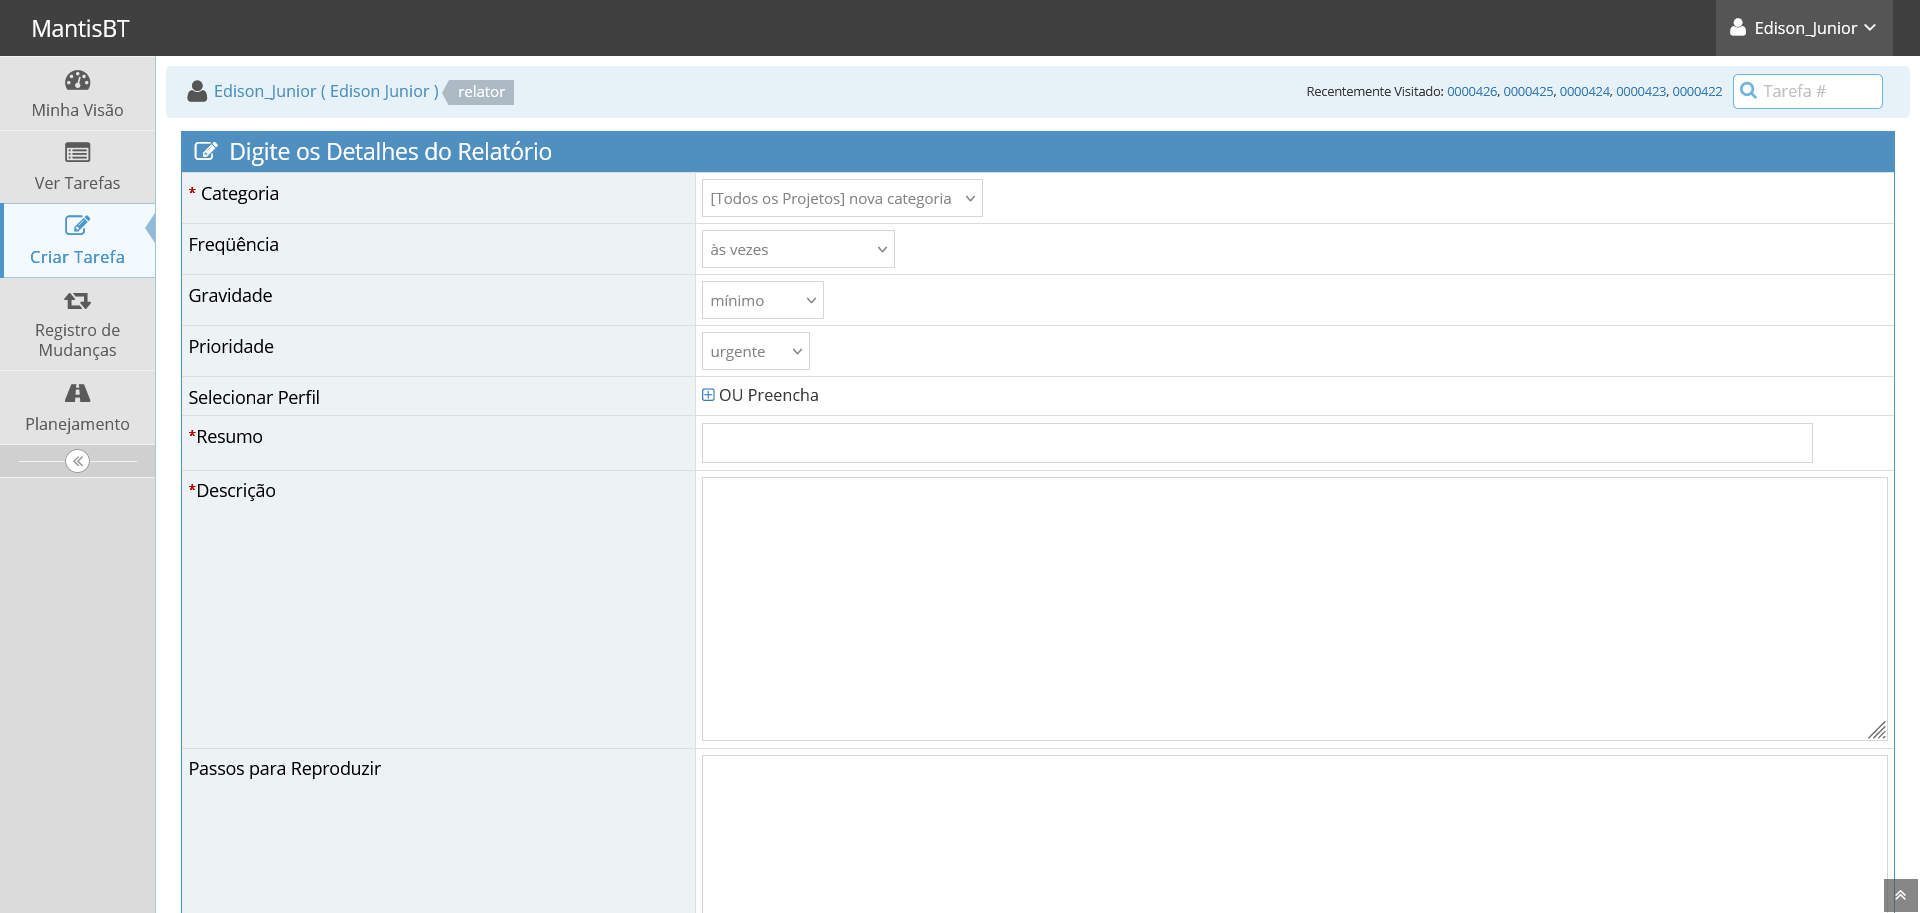 MantisBT
Edison_Junior
Minha Visão
Ver Tarefas
Criar Tarefa
Registro de
Mudanças
Planejamento
Edison_Junior ( Edison Junior ) relator
Recentemente Visitado: 0000426, 0000425, 0000424, 0000423, 0000422
Tarefa #
Digite os Detalhes do Relatório
* Categoria
[Todos os Projetos] nova categoria
Freqüência
às vezes
Gravidade
mínimo
Prioridade
urgente
Selecionar Perfil
OU Preencha
*Resumo
*Descrição
Passos para Reproduzir